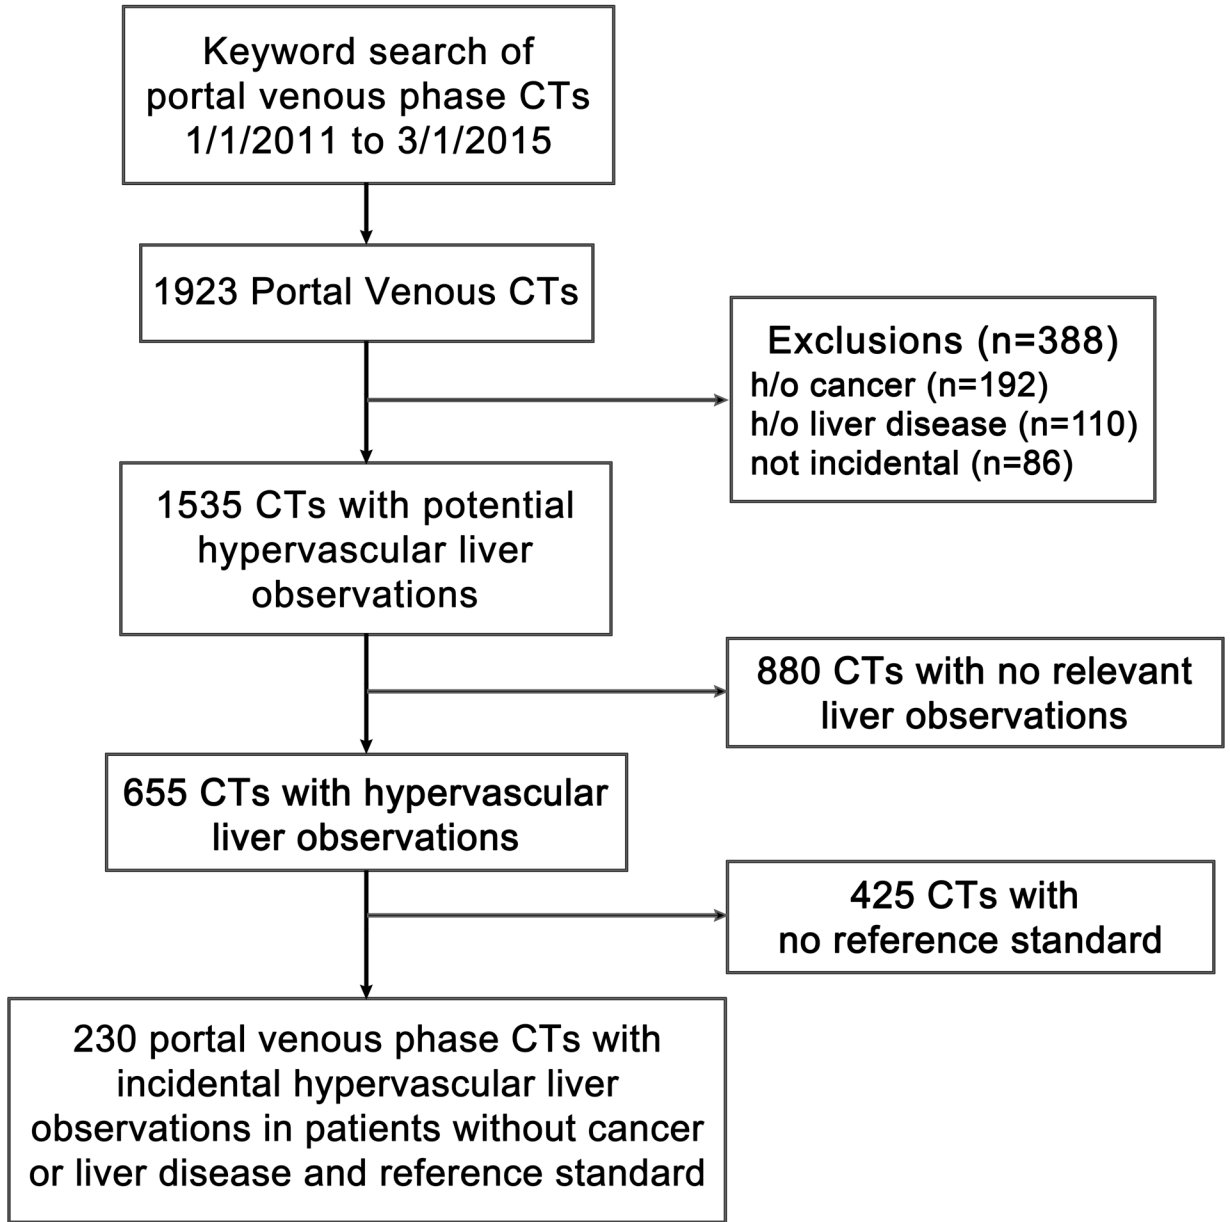 Keyword search of
portal venous phase CTs
1/1/2011 to 3/1/2015
1923 Portal Venous CTs
Exclusions (n=388)
h/o cancer (n=192)
h/o liver disease (n=110)
not incidental (n=86)
1535 CTs with potential
hypervascular liver
observations
880 CTs with no relevant
liver observations
655 CTs with hypervascular
liver observations
425 CTs with
no reference standard
230 portal venous phase CTs with
incidental hypervascular liver
observations in patients without cancer
or liver disease and reference standard